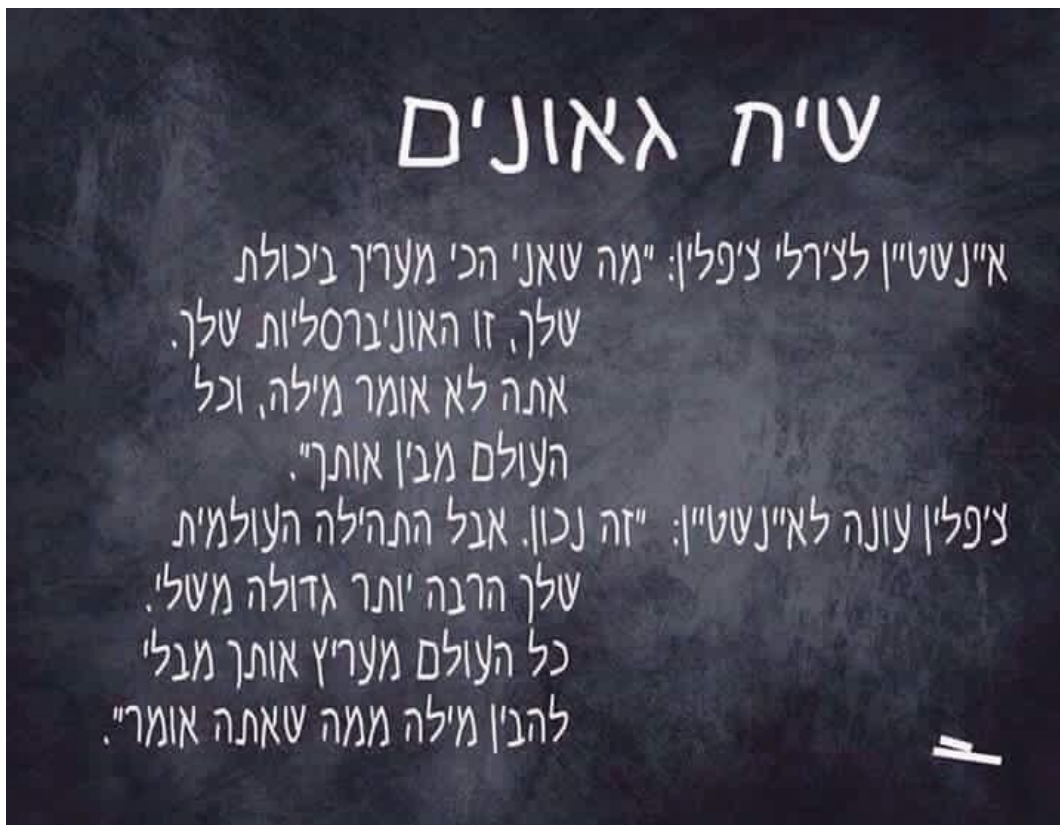 שיח גאונים
איינשטיין לצ'רלי צ'פלין: "מה שאני הכי מעריך ביכולת
שלך, זו האוניברסליות שלך.
אתה לא אומר מילה, וכל
העולם מבין אותך".
צ'פלין עונה לאיינשטיין: "זה נכון. אבל התהילה העולמית
שלך הרבה יותר גדולה משלי.
כל העולם מעריץ אותך מבלי
להבין מילה ממה שאתה אומר".